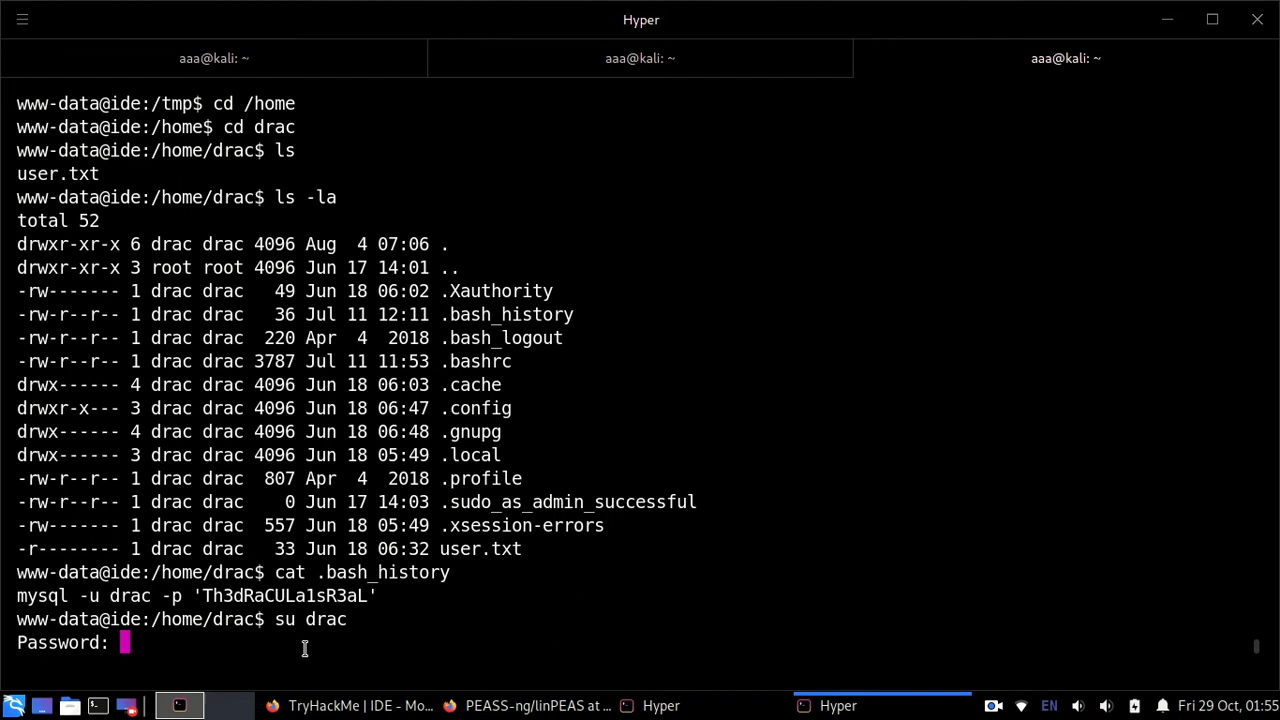 Hyper
aaa@kali: ~ aaa@kali: ~ aaa@kali: ~
www-data@ide:/tmp$ cd /home
www-data@ide:/home$ cd drac
www-data@ide:/home/drac$ ls
user.txt
www-data@ide:/home/drac$ ls -la
total 52
drwxr-xr-x 6 drac drac 4096 Aug  4 07:06 .
drwxr-xr-x 3 root root 4096 Jun 17 14:01 ..
-rw------- 1 drac drac   49 Jun 18 06:02 .Xauthority
-rw-r--r-- 1 drac drac   36 Jul 11 12:11 .bash_history
-rw-r--r-- 1 drac drac  220 Apr  4  2018 .bash_logout
-rw-r--r-- 1 drac drac 3787 Jul 11 11:53 .bashrc
drwx------ 4 drac drac 4096 Jun 18 06:03 .cache
drwxr-x--- 3 drac drac 4096 Jun 18 06:47 .config
drwx------ 4 drac drac 4096 Jun 18 06:48 .gnupg
drwx------ 3 drac drac 4096 Jun 18 05:49 .local
-rw-r--r-- 1 drac drac  807 Apr  4  2018 .profile
-rw-r--r-- 1 drac drac    0 Jun 17 14:03 .sudo_as_admin_successful
-rw------- 1 drac drac  557 Jun 18 05:49 .xsession-errors
-r-------- 1 drac drac   33 Jun 18 06:32 user.txt
www-data@ide:/home/drac$ cat .bash_history
mysql -u drac -p 'Th3dRaCULa1sR3aL'
www-data@ide:/home/drac$ su drac
Password:
TryHackMe | IDE - Mo... PEASS-ng/linPEAS at ... Hyper Hyper EN Fri 29 Oct, 01:55